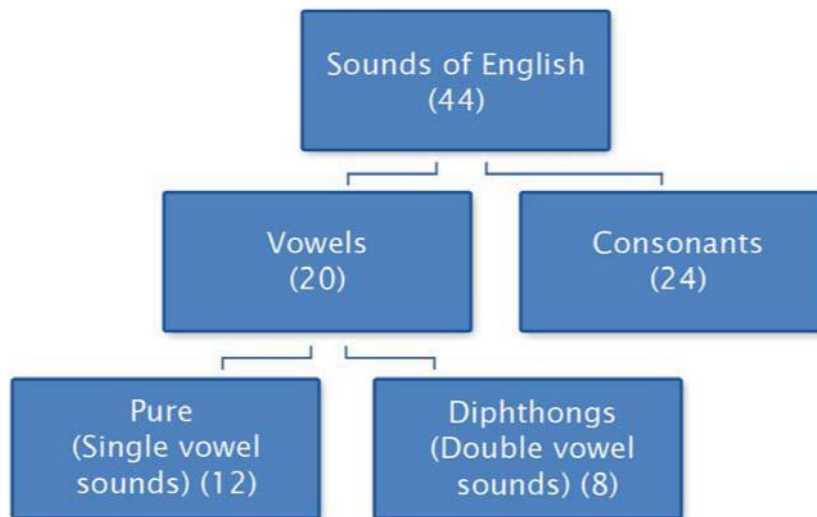 Sounds of English
(44)
Vowels
(20)
Consonants
(24)
Pure
(Single vowel
sounds) (12)
Diphthongs
(Double vowel
sounds) (8)